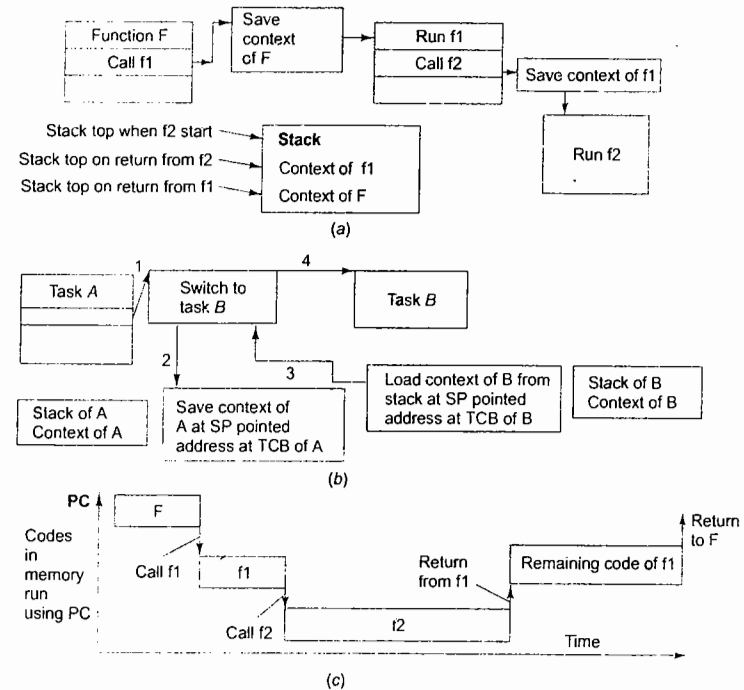 Function F
Call f1
Save
context
of F
Run f1
Call f2
Save context of f1
Run f2
Stack top when f2 start
Stack top on return from f2
Stack top on return from f1
Stack
Context of f1
Context of F
(a)
Task A
1
Switch to
task B
4
Task B
2
3
Stack of A
Context of A
Save context of
A at SP pointed
address at TCB of A
Load context of B from
stack at SP pointed
address at TCB of B
Stack of B
Context of B
(b)
PC
Codes
in
memory
run
using PC
F
Call f1
f1
Call f2
f2
Return
from f1
Remaining code of f1
Return
to F
Time
(c)